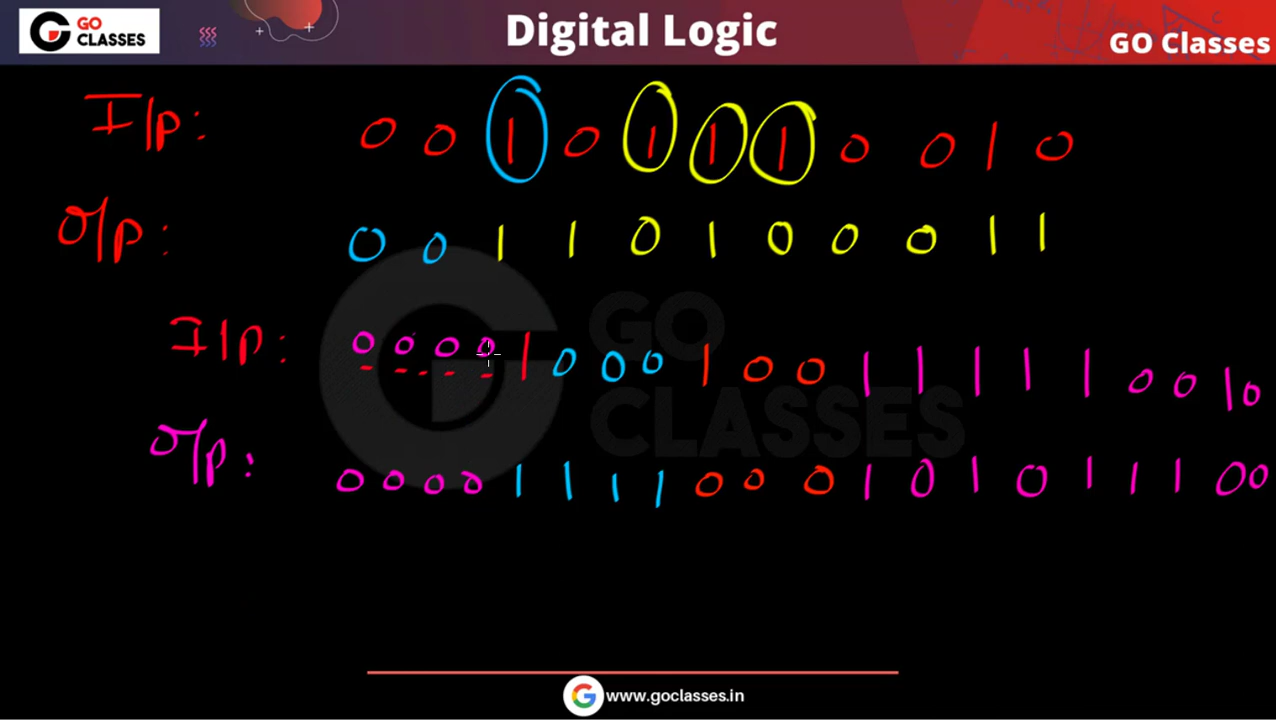 GO
CLASSES
Digital Logic
GO Classes
I/p: 0 0 1 0 1 1 1 0 0 1 0
O/p: 0 0 1 1 0 1 0 0 0 1 1
I/p: 0 0 0 0 1 0 0 0 1 0 0 1 1 1 1 1 0 0 1 0
O/p: 0 0 0 0 1 1 1 1 0 0 0 1 0 1 0 1 1 1 0 0
GO
CLASSES
www.goclasses.in